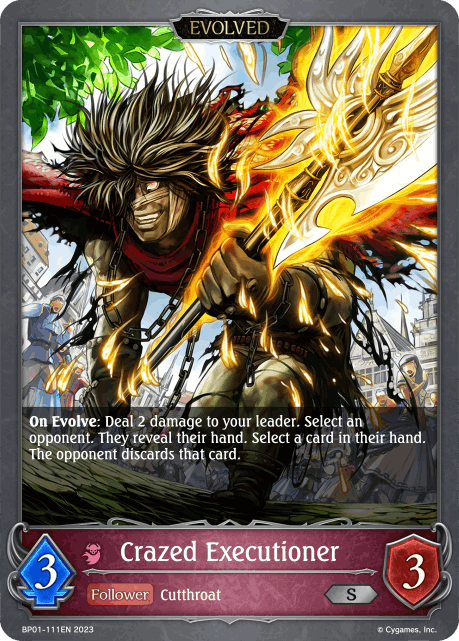 EVOLVED
On Evolve: Deal 2 damage to your leader. Select an
opponent. They reveal their hand. Select a card in their hand.
The opponent discards that card.
Crazed Executioner
3
Follower Cutthroat
S
3
BP01-111EN 2023
© Cygames, Inc.